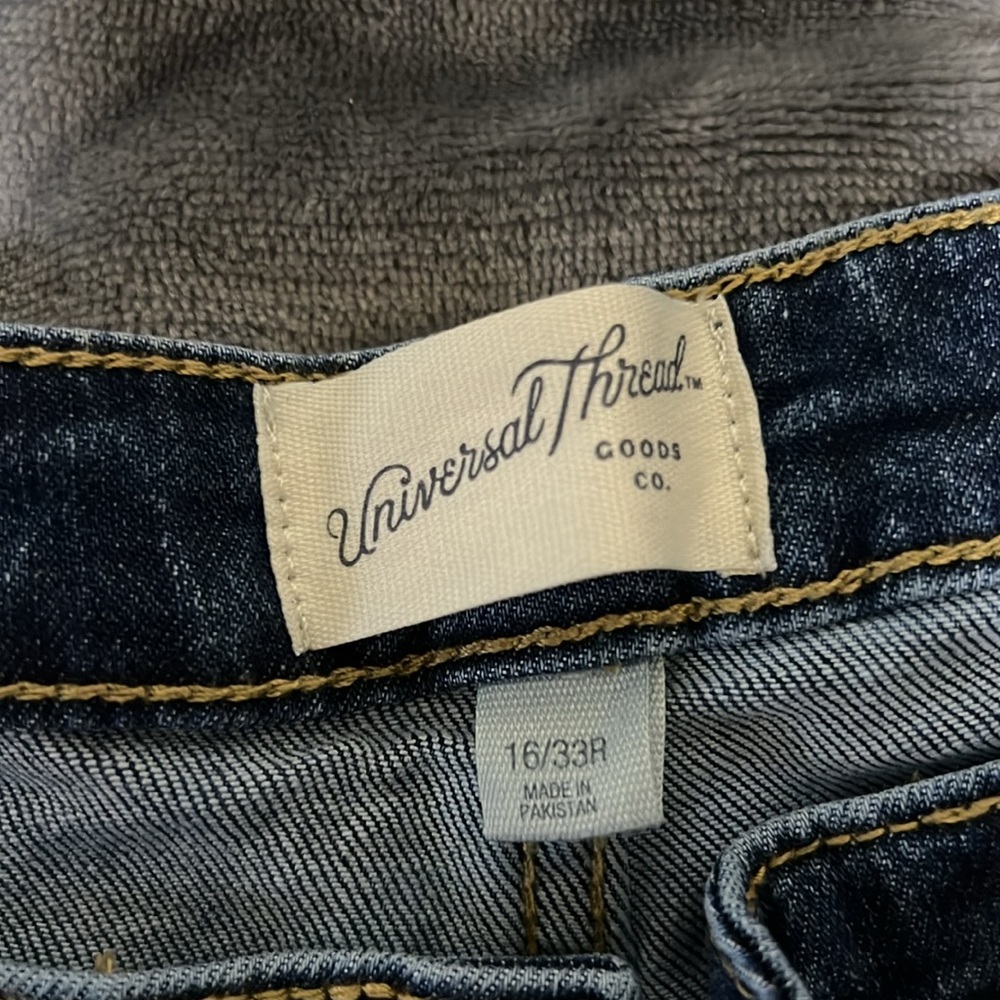 Universal Thread™
GOODS
CO.
16/33R
MADE IN
PAKISTAN